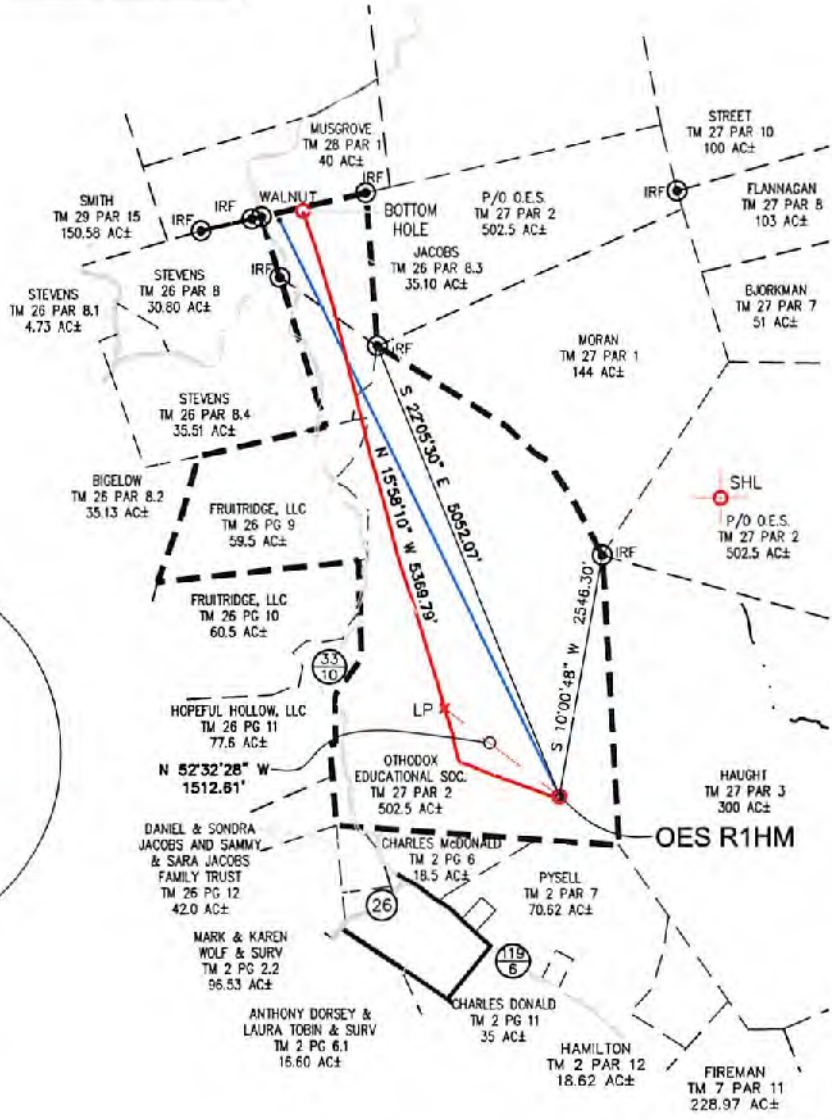 MUSGROVE
TM 28 PAR 1
40 AC±
STREET
TM 27 PAR 10
100 AC±
SMITH
TM 29 PAR 15
150.58 AC±
IRF
IRF
WALNUT
IRF
BOTTOM
HOLE
P/O O.E.S.
TM 27 PAR 2
502.5 AC±
IRF
FLANNAGAN
TM 27 PAR 8
103 AC±
JACOBS
TM 26 PAR 8.3
35.10 AC±
STEVENS
TM 26 PAR 8.1
4.73 AC±
STEVENS
TM 26 PAR 8
30.80 AC±
IRF
BJORKMAN
TM 27 PAR 7
51 AC±
IRF
MORAN
TM 27 PAR 1
144 AC±
STEVENS
TM 26 PAR 8.4
35.51 AC±
BIGELOW
TM 26 PAR 8.2
35.13 AC±
S 22°05'30" E 5052.07'
N 15°58'10" W 5369.79'
SHL
P/O O.E.S.
TM 27 PAR 2
502.5 AC±
FRUITRIDGE, LLC
TM 26 PG 9
59.5 AC±
IRF
FRUITRIDGE, LLC
TM 26 PG 10
60.5 AC±
S 10°00'48" W 2546.30'
33
10
HOPEFUL HOLLOW, LLC
TM 26 PG 11
77.6 AC±
LP
N 52°32'28" W
1512.61'
OTHODOX
EDUCATIONAL SOC.
TM 27 PAR 2
502.5 AC±
HAUGHT
TM 27 PAR 3
300 AC±
OES R1HM
DANIEL & SONDRA
JACOBS AND SAMMY
& SARA JACOBS
FAMILY TRUST
TM 26 PG 12
42.0 AC±
CHARLES McDONALD
TM 2 PG 6
18.5 AC±
PYSELL
TM 2 PAR 7
70.62 AC±
26
MARK & KAREN
WOLF & SURV
TM 2 PG 2.2
96.53 AC±
119
6
ANTHONY DORSEY &
LAURA TOBIN & SURV
TM 2 PG 6.1
16.60 AC±
CHARLES DONALD
TM 2 PG 11
35 AC±
HAMILTON
TM 2 PAR 12
18.62 AC±
FIREMAN
TM 7 PAR 11
228.97 AC±